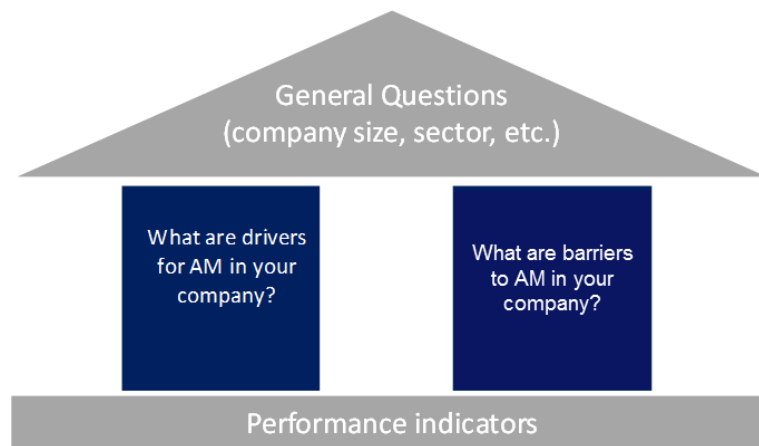 General Questions
(company size, sector, etc.)
What are drivers
for AM in your
company?
What are barriers
to AM in your
company?
Performance indicators